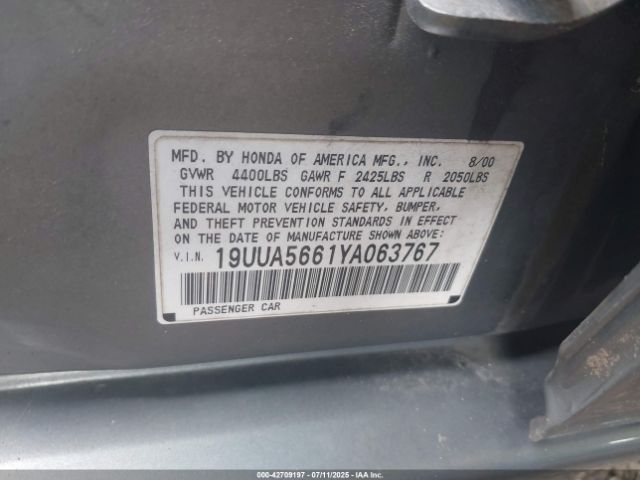 MFD. BY HONDA OF AMERICA MFG., INC. 8/00
GVWR 4400LBS GAWR F 2425LBS R 2050LBS
THIS VEHICLE CONFORMS TO ALL APPLICABLE
FEDERAL MOTOR VEHICLE SAFETY, BUMPER,
AND THEFT PREVENTION STANDARDS IN EFFECT
ON THE DATE OF MANUFACTURE SHOWN ABOVE:
V.I.N. 19UUA5661YA063767
PASSENGER CAR
000-42709197 - 07/11/2025 - IAAI.CA